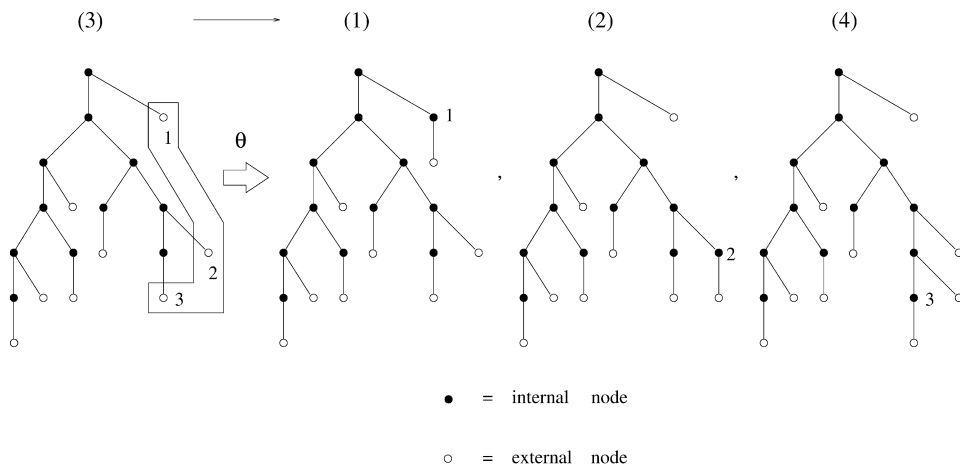 (3) (1) (2) (4)
1 1
θ
, ,
2 2
3 3
= internal node
= external node